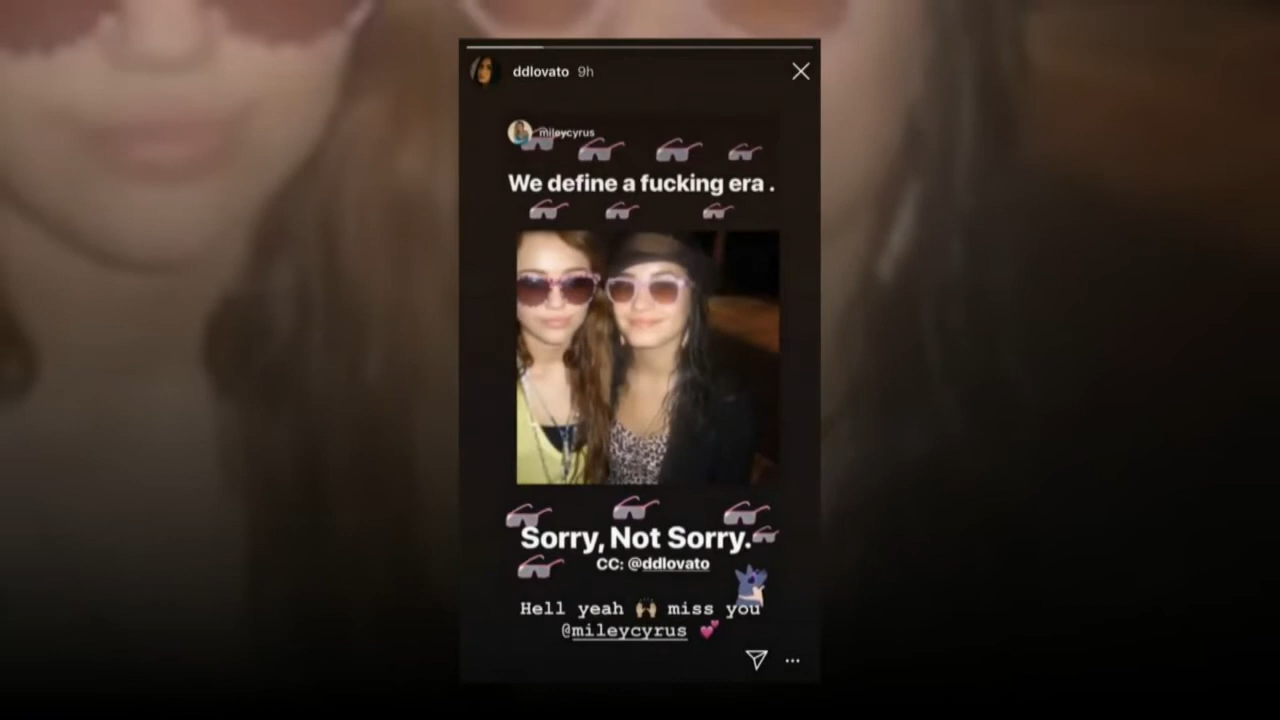 ddlovato 9h
mileycyrus
We define a fucking era .
Sorry, Not Sorry.
CC: @ddlovato
Hell yeah 🙌🏽 miss you
@mileycyrus 💕